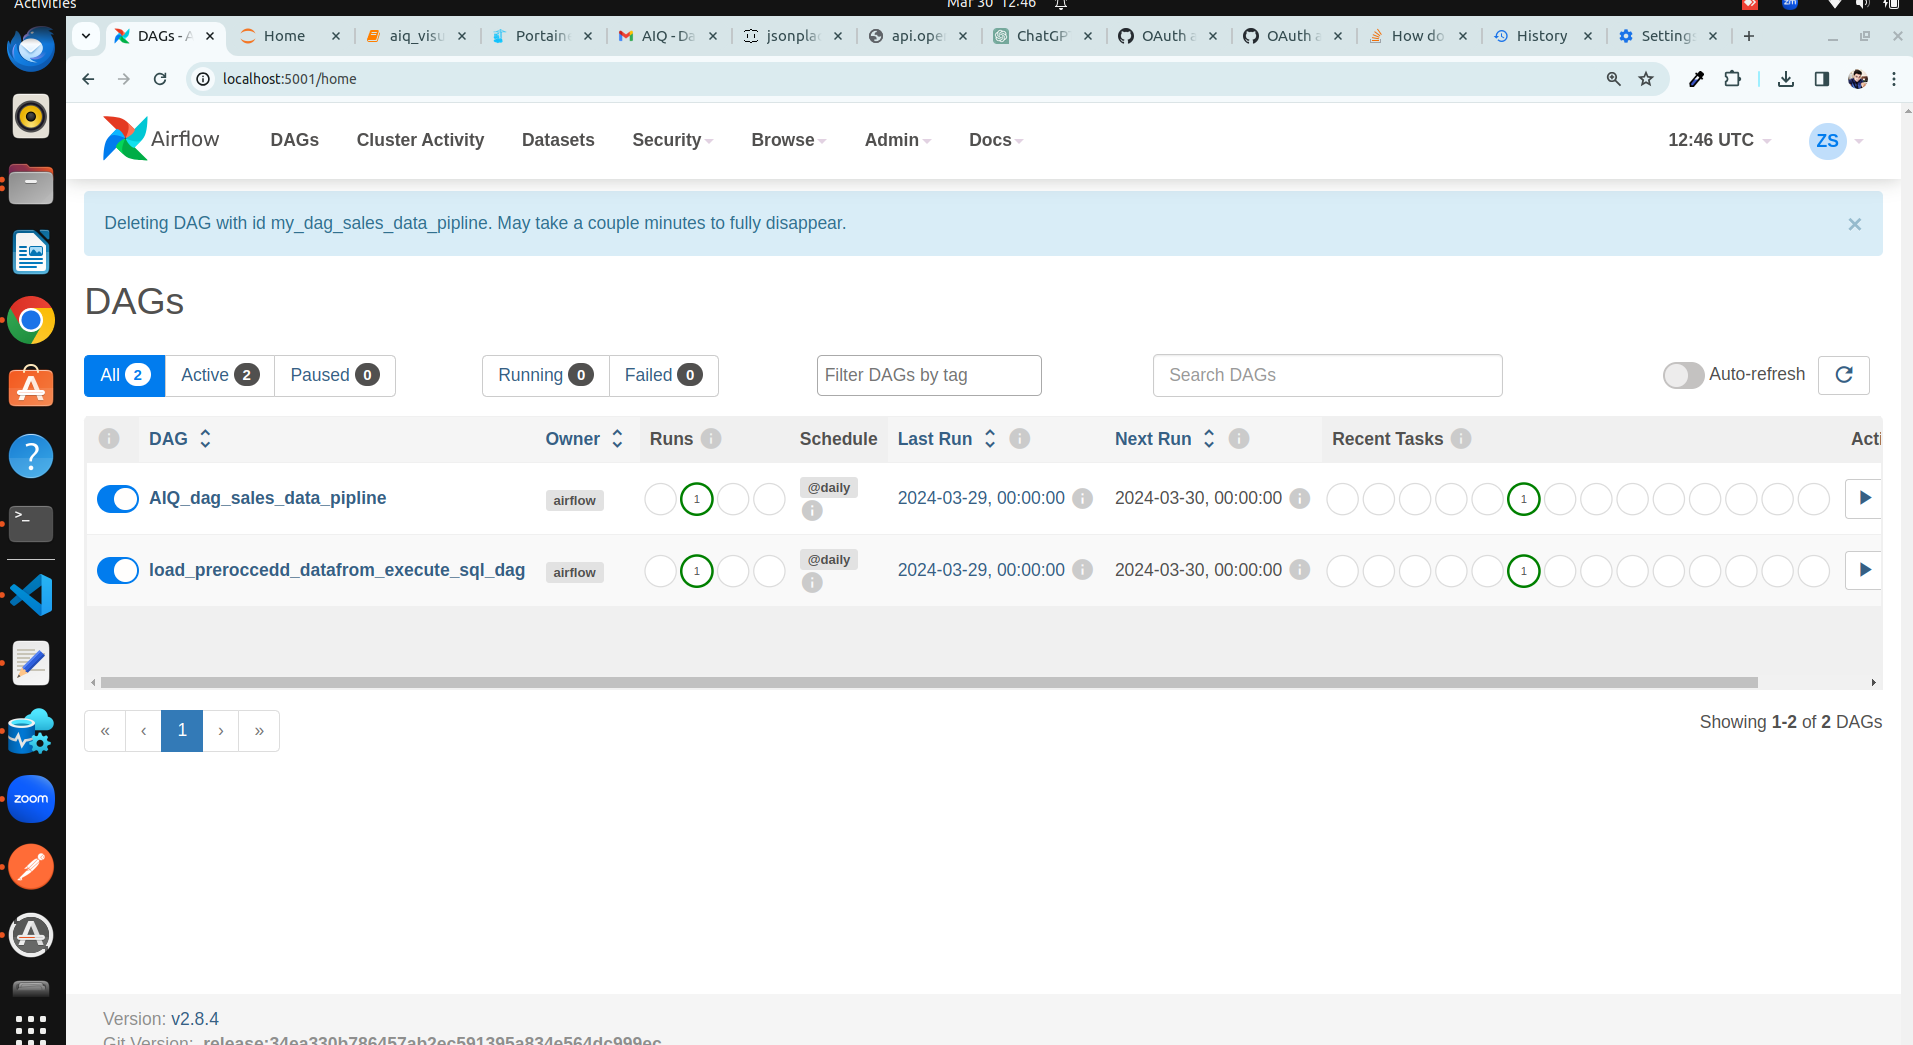 Activities
Mar 30 12:46
DAGs - A
Home
aiq_visu
Portain
AIQ - Da
jsonplac
api.oper
ChatGPT
OAuth a
OAuth a
How do
History
Settings
localhost:5001/home
Airflow
DAGs
Cluster Activity
Datasets
Security
Browse
Admin
Docs
12:46 UTC
ZS
Deleting DAG with id my_dag_sales_data_pipline. May take a couple minutes to fully disappear.
DAGs
All 2
Active 2
Paused 0
Running 0
Failed 0
Filter DAGs by tag
Search DAGs
Auto-refresh
DAG
Owner
Runs
Schedule
Last Run
Next Run
Recent Tasks
Acti
AIQ_dag_sales_data_pipline
airflow
1
@daily
2024-03-29, 00:00:00
2024-03-30, 00:00:00
1
load_preroccedd_datafrom_execute_sql_dag
airflow
1
@daily
2024-03-29, 00:00:00
2024-03-30, 00:00:00
1
« ‹ 1 › »
Showing 1-2 of 2 DAGs
zoom
Version: v2.8.4
Git Version: .release:34ea330b786457ab2ec591395a834e564dc999ec